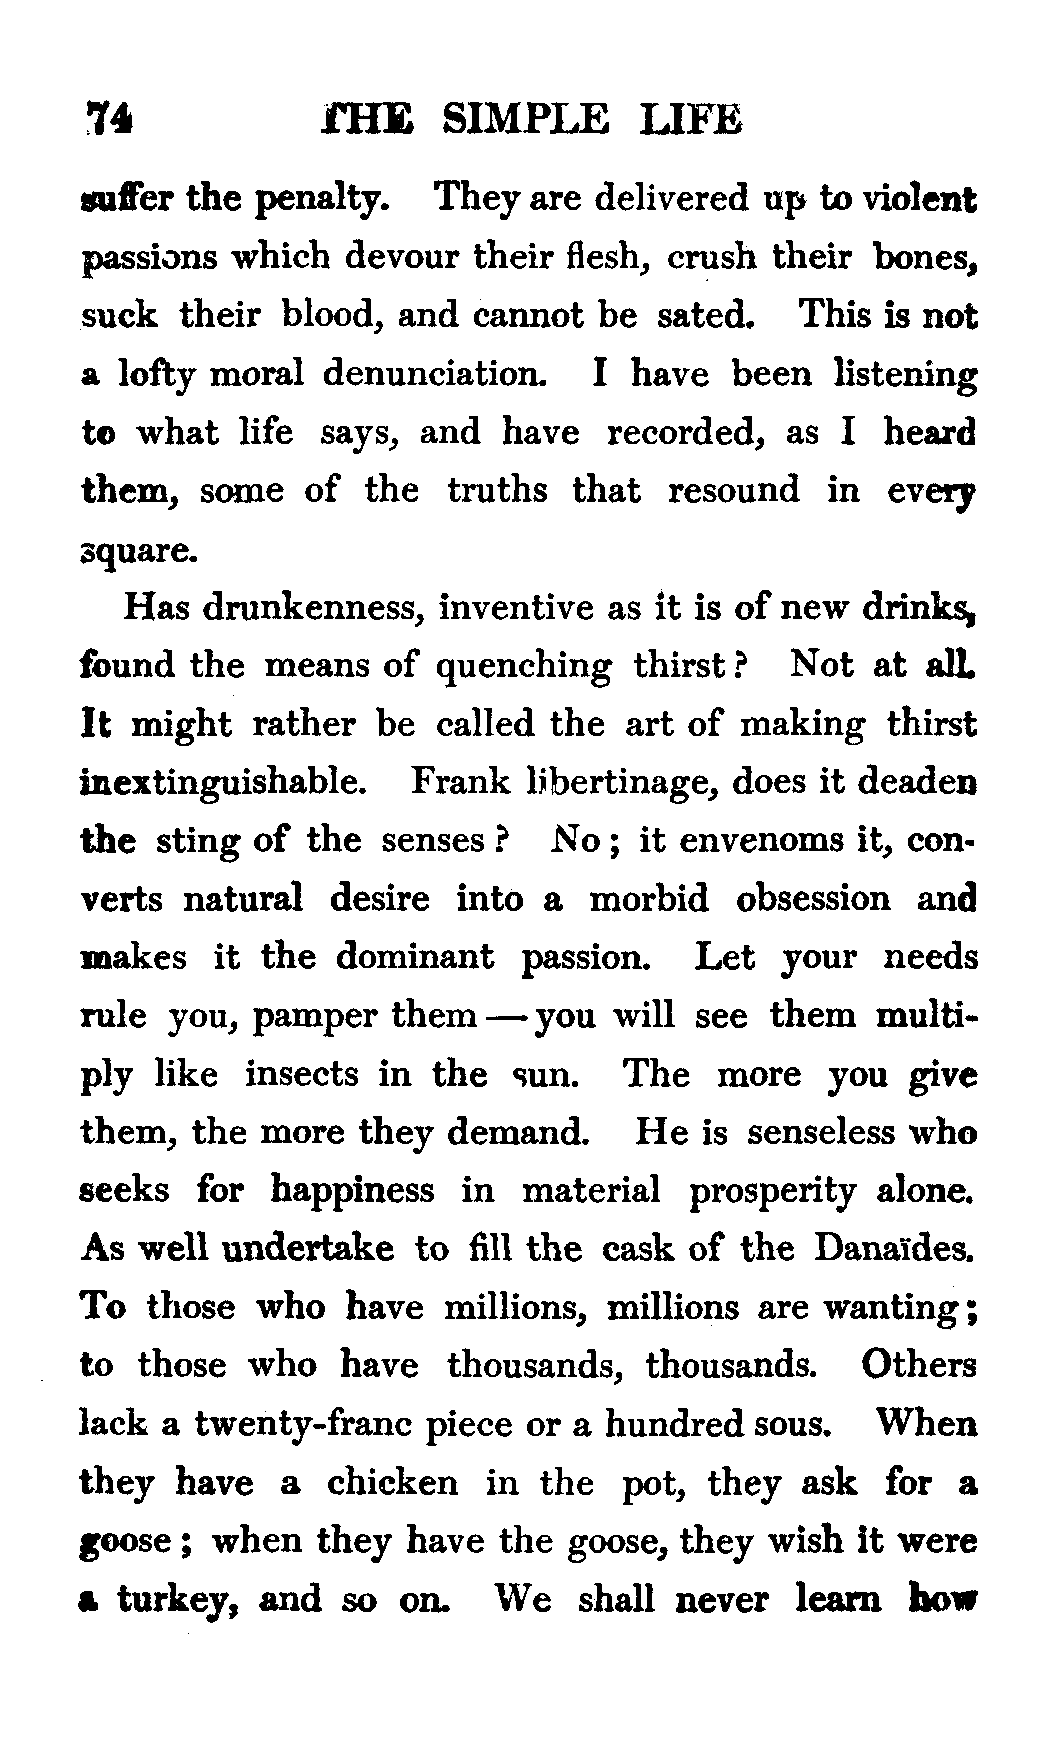 74 THE SIMPLE LIFE
suffer the penalty. They are delivered up to violent
passions which devour their flesh, crush their bones,
suck their blood, and cannot be sated. This is not
a lofty moral denunciation. I have been listening
to what life says, and have recorded, as I heard
them, some of the truths that resound in every
square.
Has drunkenness, inventive as it is of new drinks,
found the means of quenching thirst? Not at all.
It might rather be called the art of making thirst
inextinguishable. Frank libertinage, does it deaden
the sting of the senses? No; it envenoms it, con-
verts natural desire into a morbid obsession and
makes it the dominant passion. Let your needs
rule you, pamper them — you will see them multi-
ply like insects in the sun. The more you give
them, the more they demand. He is senseless who
seeks for happiness in material prosperity alone.
As well undertake to fill the cask of the Danaïdes.
To those who have millions, millions are wanting;
to those who have thousands, thousands. Others
lack a twenty-franc piece or a hundred sous. When
they have a chicken in the pot, they ask for a
goose; when they have the goose, they wish it were
a turkey, and so on. We shall never learn how